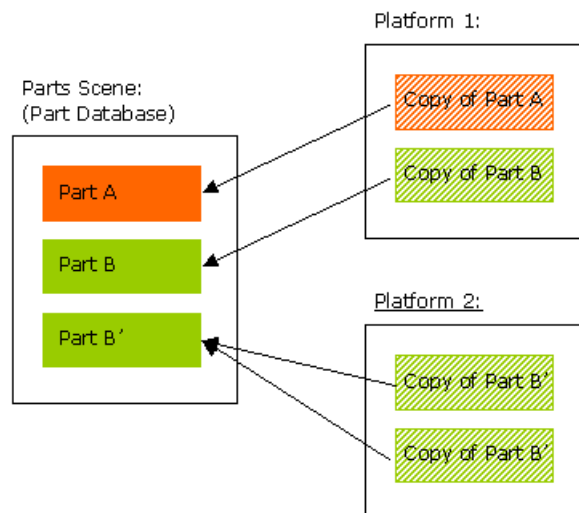 Parts Scene:
(Part Database)
Part A
Part B
Part B′
Platform 1:
Copy of Part A
Copy of Part B
Platform 2:
Copy of Part B′
Copy of Part B′